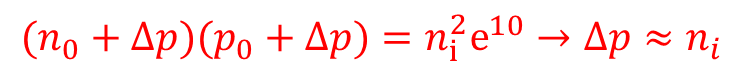 (n₀ + Δp)(p₀ + Δp) = nᵢ²e¹⁰ → Δp ≈ nᵢ